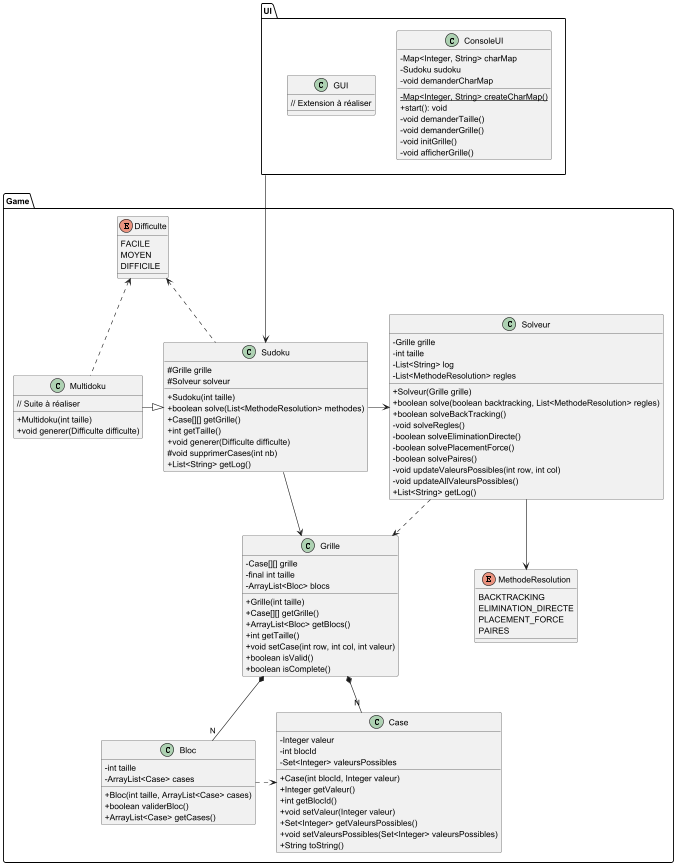 UI
C GUI
// Extension à réaliser
C ConsoleUI
-Map<Integer, String> charMap
-Sudoku sudoku
-void demanderCharMap
-Map<Integer, String> createCharMap()
+start(): void
-void demanderTaille()
-void demanderGrille()
-void initGrille()
-void afficherGrille()
Game
E Difficulte
FACILE
MOYEN
DIFFICILE
C Multidoku
// Suite à réaliser
+Multidoku(int taille)
+void generer(Difficulte difficulte)
C Sudoku
#Grille grille
#Solveur solveur
+Sudoku(int taille)
+boolean solve(List<MethodeResolution> methodes)
+Case[][] getGrille()
+int getTaille()
+void generer(Difficulte difficulte)
#void supprimerCases(int nb)
+List<String> getLog()
C Solveur
-Grille grille
-int taille
-List<String> log
-List<MethodeResolution> regles
+Solveur(Grille grille)
+boolean solve(boolean backtracking, List<MethodeResolution> regles)
+boolean solveBackTracking()
-void solveRegles()
-boolean solveEliminationDirecte()
-boolean solvePlacementForce()
-boolean solvePaires()
-void updateValeursPossibles(int row, int col)
-void updateAllValeursPossibles()
+List<String> getLog()
C Grille
-Case[][] grille
-final int taille
-ArrayList<Bloc> blocs
+Grille(int taille)
+Case[][] getGrille()
+ArrayList<Bloc> getBlocs()
+int getTaille()
+void setCase(int row, int col, int valeur)
+boolean isValid()
+boolean isComplete()
E MethodeResolution
BACKTRACKING
ELIMINATION_DIRECTE
PLACEMENT_FORCE
PAIRES
N
N
C Bloc
-int taille
-ArrayList<Case> cases
+Bloc(int taille, ArrayList<Case> cases)
+boolean validerBloc()
+ArrayList<Case> getCases()
C Case
-Integer valeur
-int blocId
-Set<Integer> valeursPossibles
+Case(int blocId, Integer valeur)
+Integer getValeur()
+int getBlocId()
+void setValeur(Integer valeur)
+Set<Integer> getValeursPossibles()
+void setValeursPossibles(Set<Integer> valeursPossibles)
+String toString()